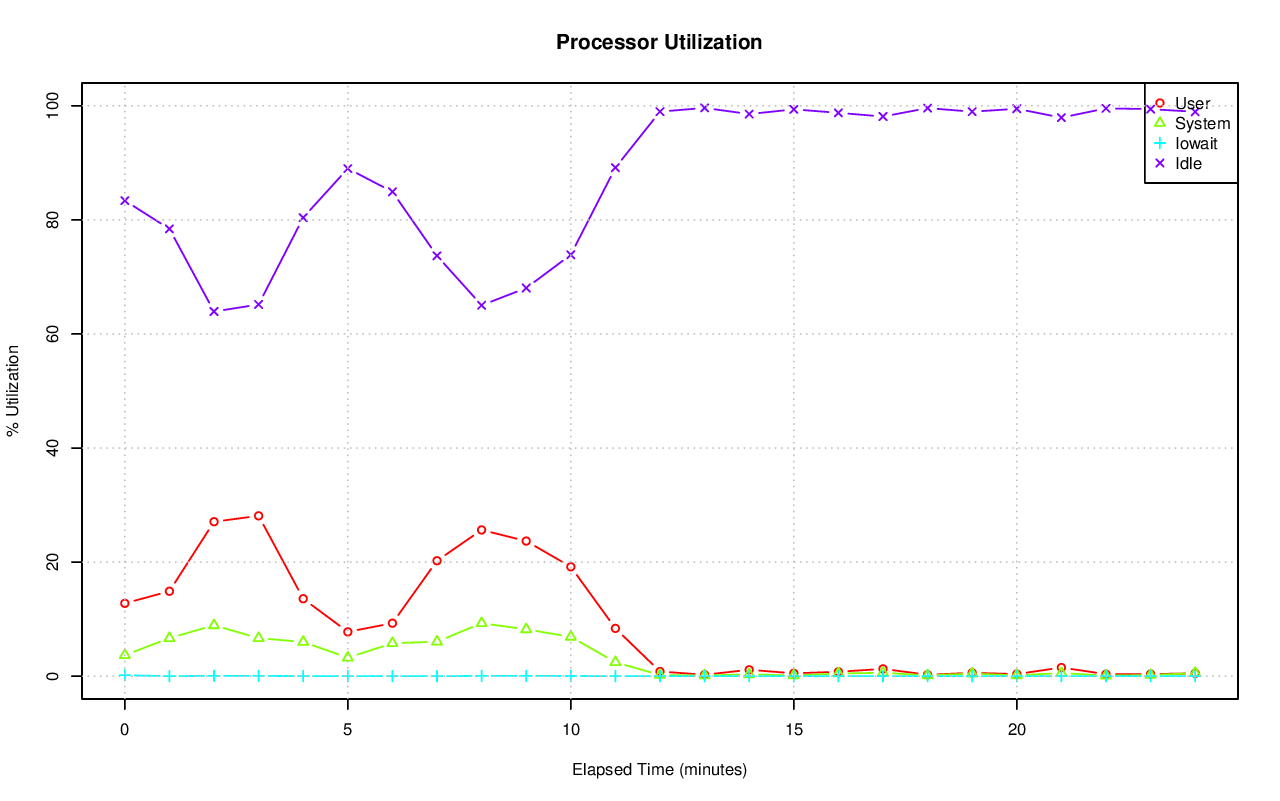 Processor Utilization
100
80
60
40
20
0
% Utilization
User
System
Iowait
Idle
0 5 10 15 20
Elapsed Time (minutes)